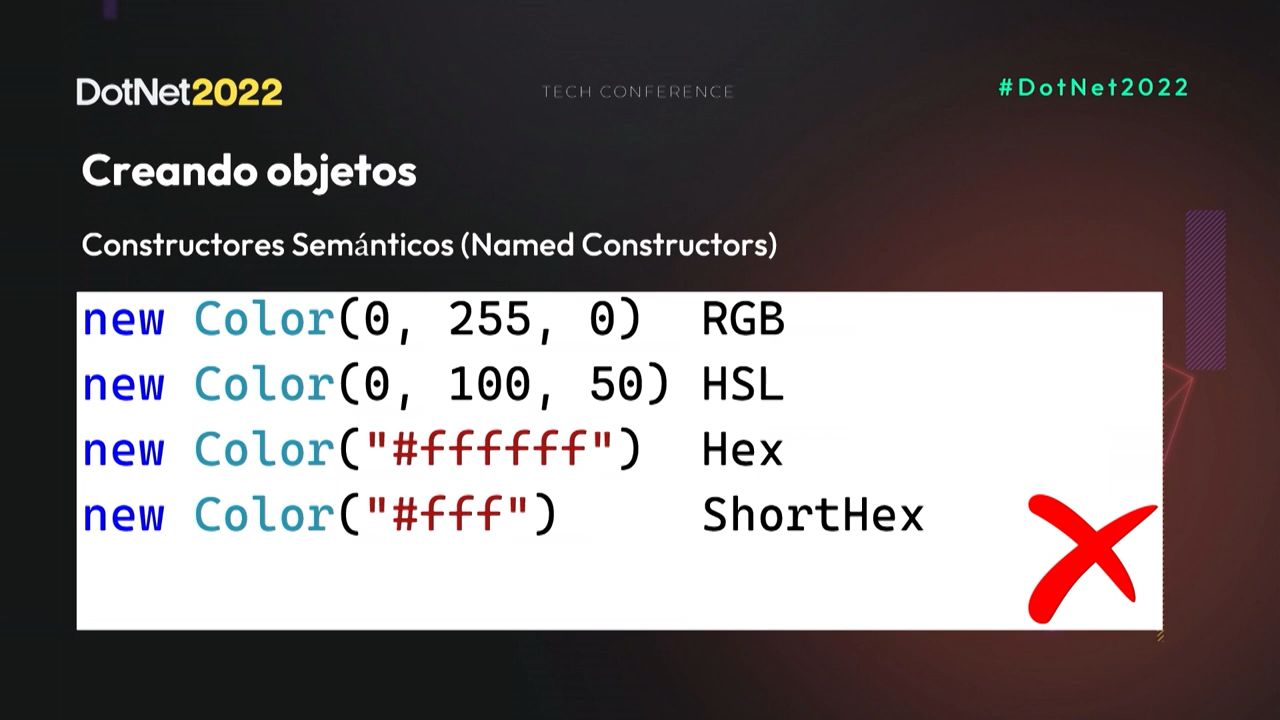 DotNet2022
TECH CONFERENCE
#DotNet2022
Creando objetos
Constructores Semánticos (Named Constructors)
new Color(0, 255, 0) RGB
new Color(0, 100, 50) HSL
new Color("#ffffff") Hex
new Color("#fff") ShortHex